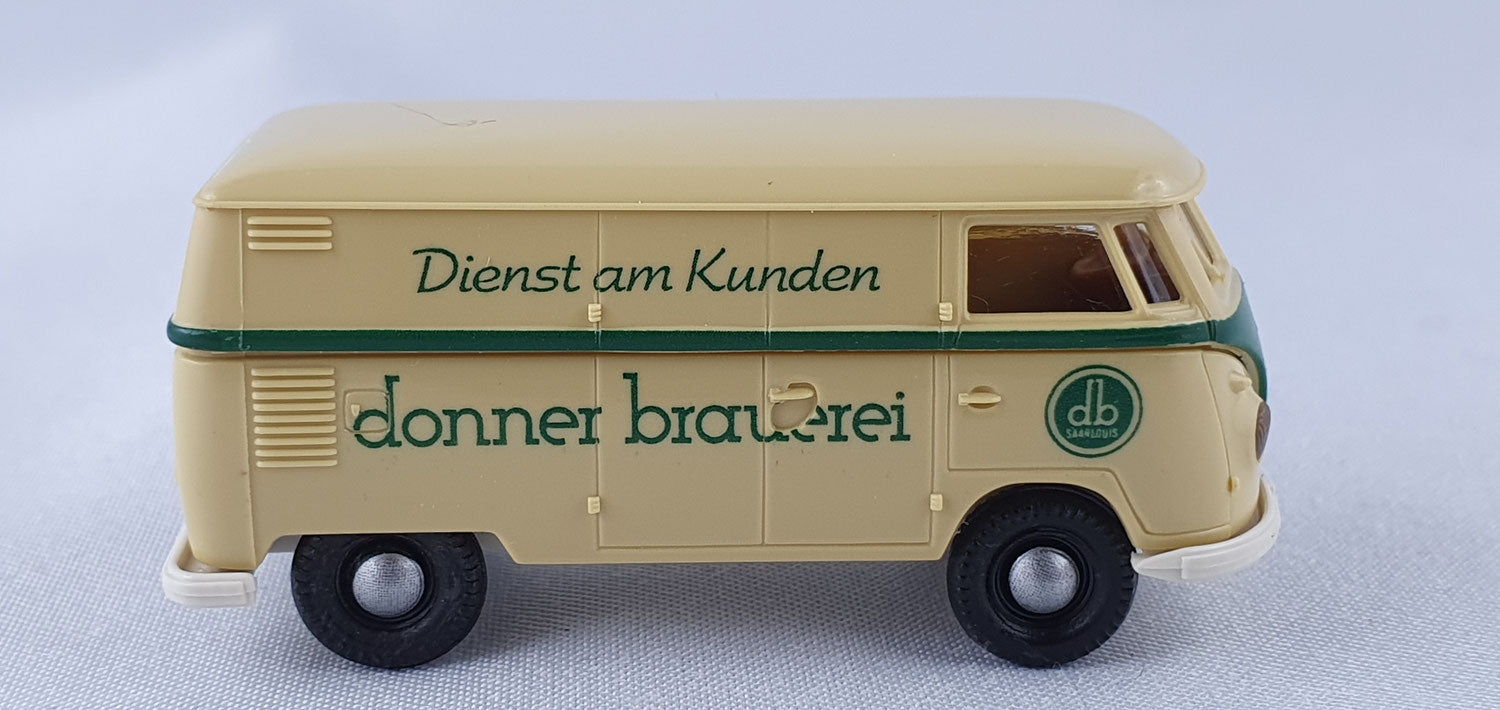 Dienst am Kunden
donner brauerei
db
SAARLOUIS